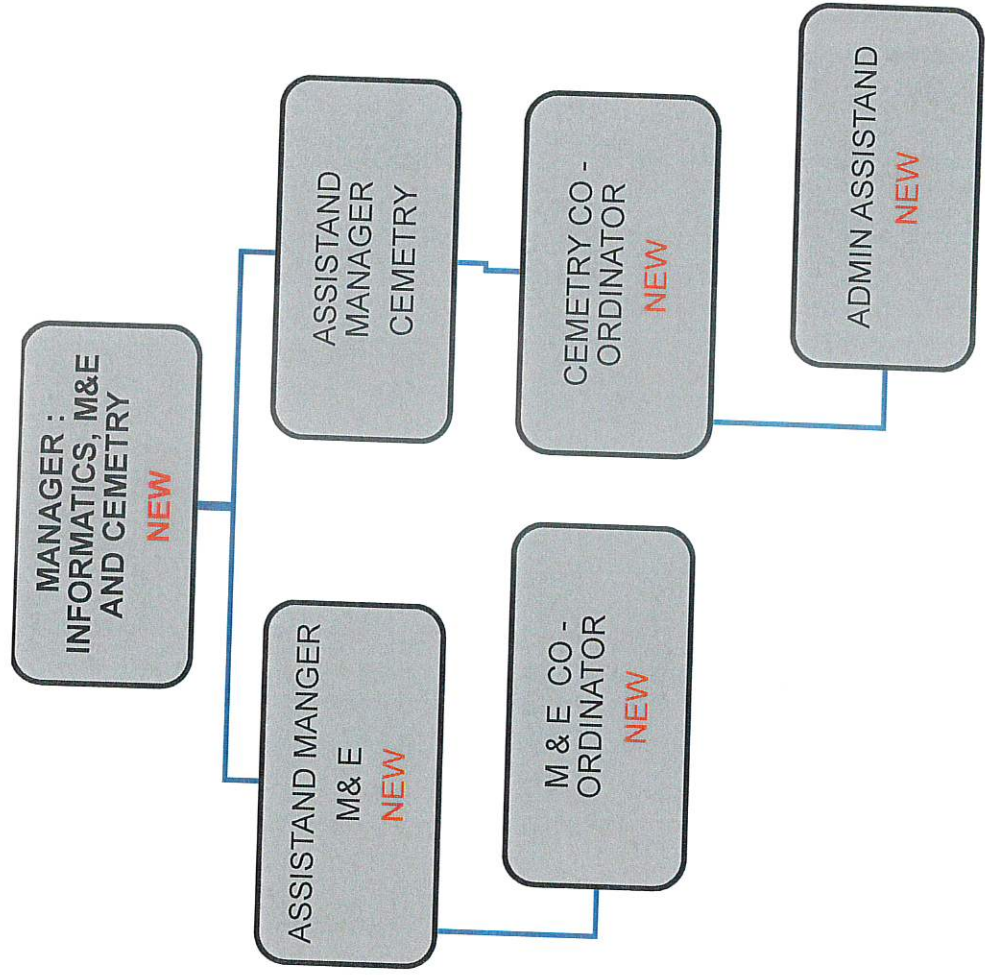 MANAGER :
INFORMATICS, M&E
AND CEMETRY
NEW
ASSISTAND MANGER
M& E
NEW
M & E CO -
ORDINATOR
NEW
ASSISTAND
MANAGER
CEMETRY
CEMETRY CO -
ORDINATOR
NEW
ADMIN ASSISTAND
NEW